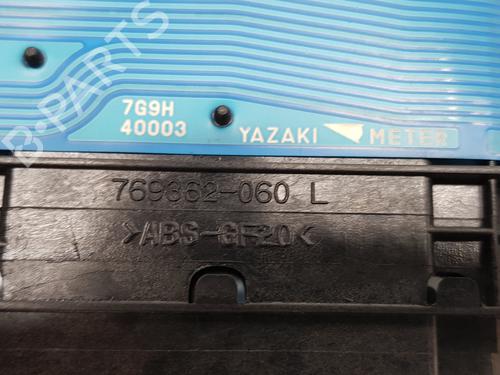 7G9H
40003
YAZAKI METER
769362-060 L
>ABS-GF20<
B-PARTS